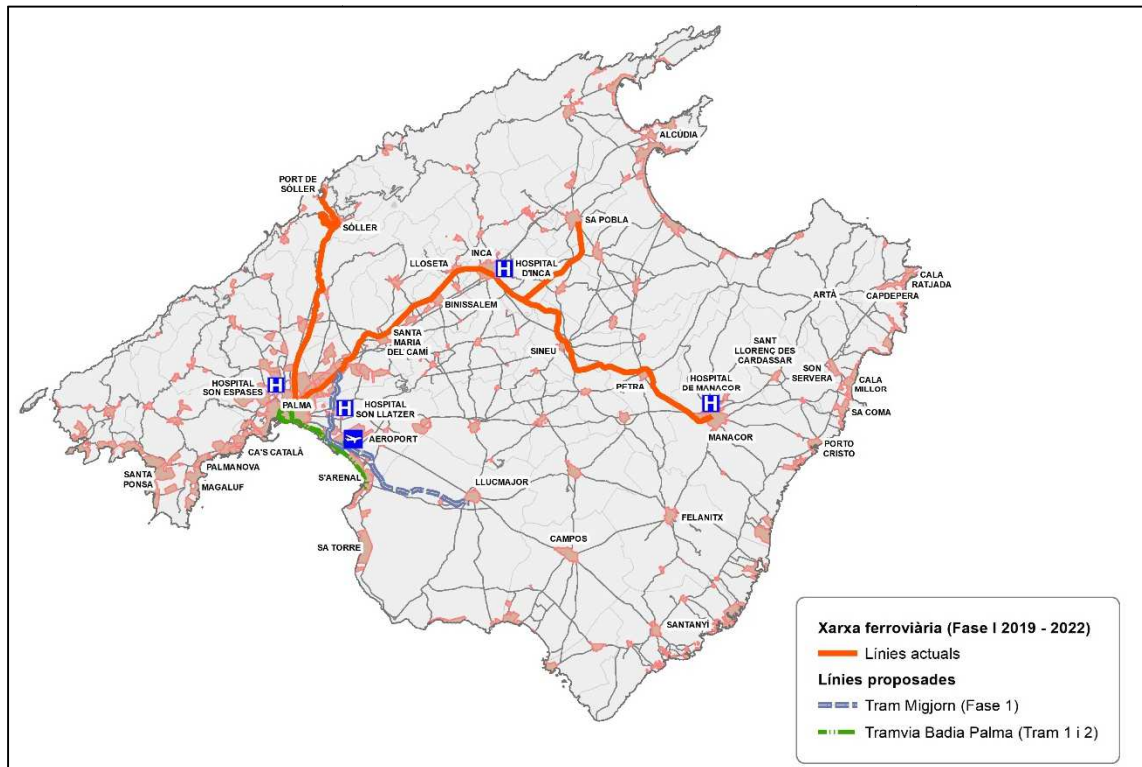 ALCÚDIA
PORT DE
SÓLLER
SÓLLER
SA POBLA
INCA
LLOSETA
H
HOSPITAL
D'INCA
BINISSALEM
CALA
RATJADA
ARTÀ
CAPDEPERA
SANTA
MARIA
DEL CAMÍ
SINEU
SANT
LLORENÇ DES
CARDASSAR
SON
SERVERA
PETRA
HOSPITAL
DE MANACOR
H
CALA
MILLOR
SA COMA
HOSPITAL
SON ESPASES
H
PALMA
H
HOSPITAL
SON LLATZER
AEROPORT
MANACOR
PORTO
CRISTO
CA'S CATALÀ
PALMANOVA
SANTA
PONSA
MAGALUF
S'ARENAL
LLUCMAJOR
FELANITX
CAMPOS
SA TORRE
SANTANYÍ
Xarxa ferroviària (Fase I 2019 - 2022)
Línies actuals
Línies proposades
Tram Migjorn (Fase 1)
Tramvia Badia Palma (Tram 1 i 2)